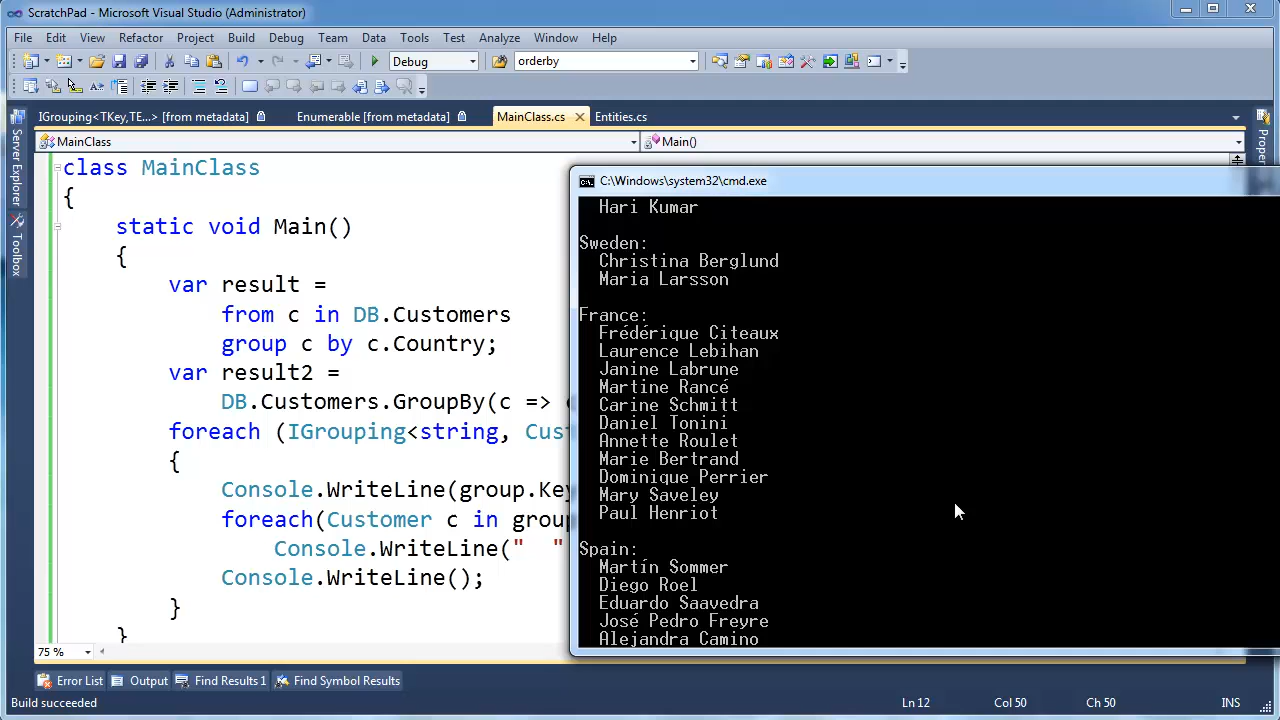 ScratchPad - Microsoft Visual Studio (Administrator)
File Edit View Refactor Project Build Debug Team Data Tools Test Analyze Window Help
Debug orderby
IGrouping<TKey,TE...> [from metadata] Enumerable [from metadata] MainClass.cs Entities.cs
MainClass Main()
Server Explorer
Toolbox
class MainClass
{
static void Main()
{
var result =
from c in DB.Customers
group c by c.Country;
var result2 =
DB.Customers.GroupBy(c =>
foreach (IGrouping<string, Cus
{
Console.WriteLine(group.Key
foreach(Customer c in group
Console.WriteLine("  "
Console.WriteLine();
}
}
75 %
C:\Windows\system32\cmd.exe
Hari Kumar
Sweden:
Christina Berglund
Maria Larsson
France:
Frédérique Citeaux
Laurence Lebihan
Janine Labrune
Martine Rancé
Carine Schmitt
Daniel Tonini
Annette Roulet
Marie Bertrand
Dominique Perrier
Mary Saveley
Paul Henriot
Spain:
Martín Sommer
Diego Roel
Eduardo Saavedra
José Pedro Freyre
Alejandra Camino
Proper
Error List Output Find Results 1 Find Symbol Results
Build succeeded Ln 12 Col 50 Ch 50 INS